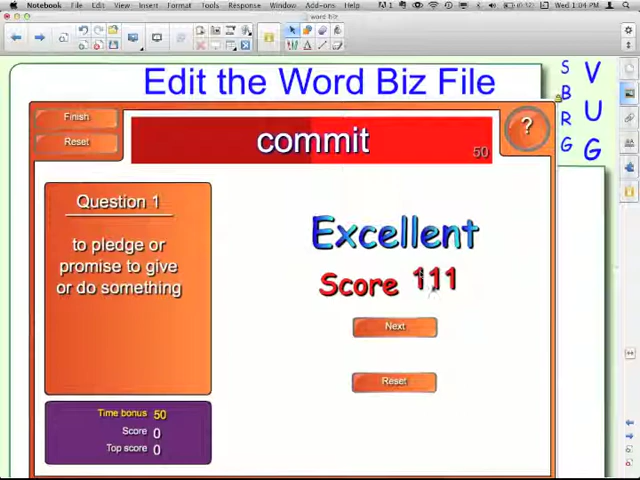 Notebook File Edit View Insert Format Tools Response Window Add-ons Help
Wed 1:04 PM
word biz
Edit the Word Biz File
S
B
R
G
V
U
G
Finish
Reset
commit
50
?
Question 1
to pledge or
promise to give
or do something
Excellent
Score 111
Next
Reset
Time bonus 50
Score 0
Top score 0